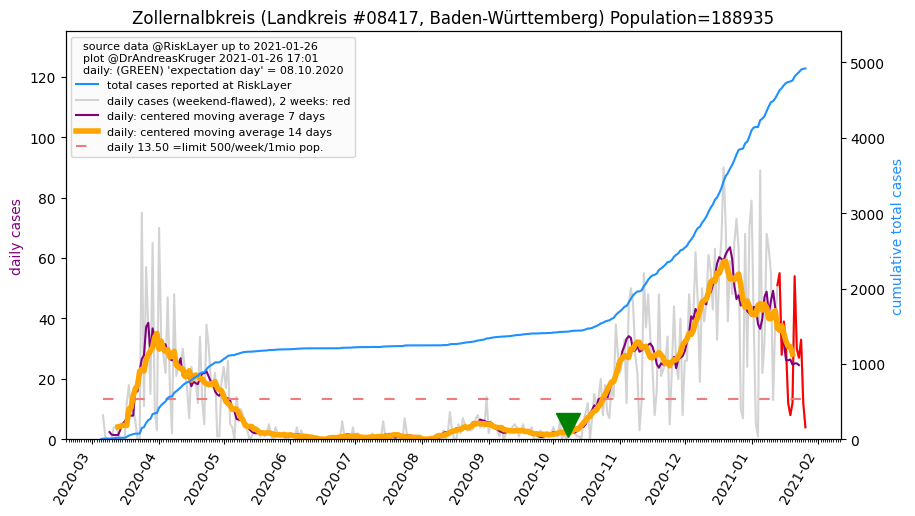 Zollernalbkreis (Landkreis #08417, Baden-Württemberg) Population=188935
source data @RiskLayer up to 2021-01-26
plot @DrAndreasKruger 2021-01-26 17:01
daily: (GREEN) 'expectation day' = 08.10.2020
total cases reported at RiskLayer
daily cases (weekend-flawed), 2 weeks: red
daily: centered moving average 7 days
daily: centered moving average 14 days
daily 13.50 =limit 500/week/1mio pop.
daily cases
120
100
80
60
40
20
0
5000
4000
3000
2000
1000
0
cumulative total cases
2020-03
2020-04
2020-05
2020-06
2020-07
2020-08
2020-09
2020-10
2020-11
2020-12
2021-01
2021-02